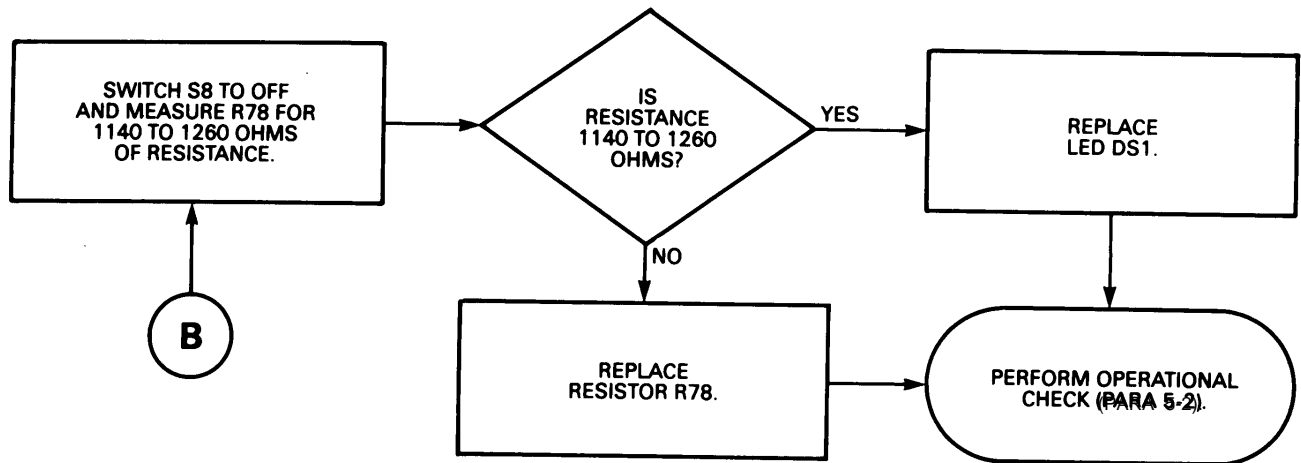 SWITCH S8 TO OFF
AND MEASURE R78 FOR
1140 TO 1260 OHMS
OF RESISTANCE.
IS
RESISTANCE
1140 TO 1260
OHMS?
YES
REPLACE
LED DS1.
NO
B
REPLACE
RESISTOR R78.
PERFORM OPERATIONAL
CHECK (PARA 5-2).